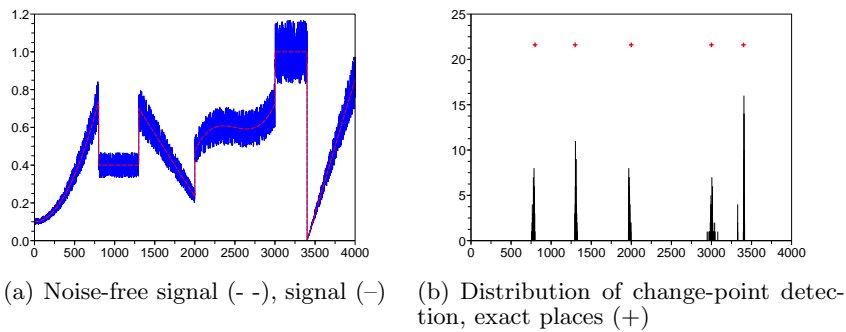 1.2
1.0
0.8
0.6
0.4
0.2
0.0
0 500 1000 1500 2000 2500 3000 3500 4000
(a) Noise-free signal (- -), signal (–)
25
20
15
10
5
0
0 500 1000 1500 2000 2500 3000 3500 4000
(b) Distribution of change-point detec-
tion, exact places (+)